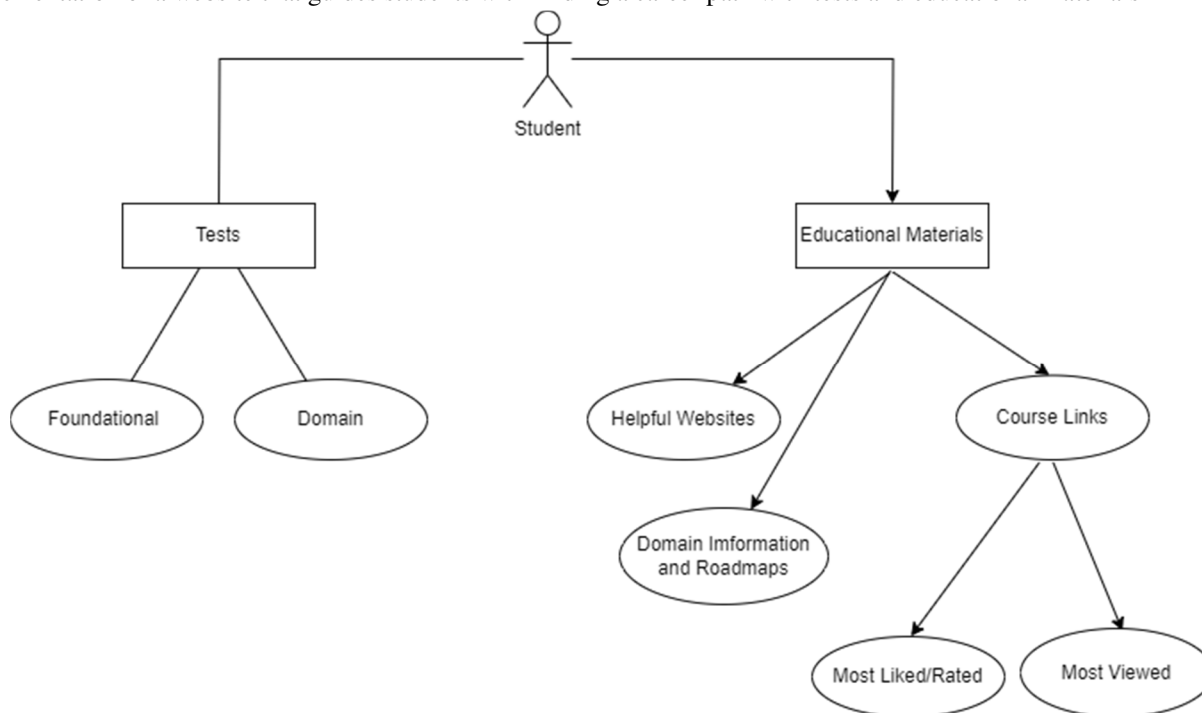 Student
Tests
Educational Materials
Foundational
Domain
Helpful Websites
Course Links
Domain Imformation
and Roadmaps
Most Liked/Rated
Most Viewed